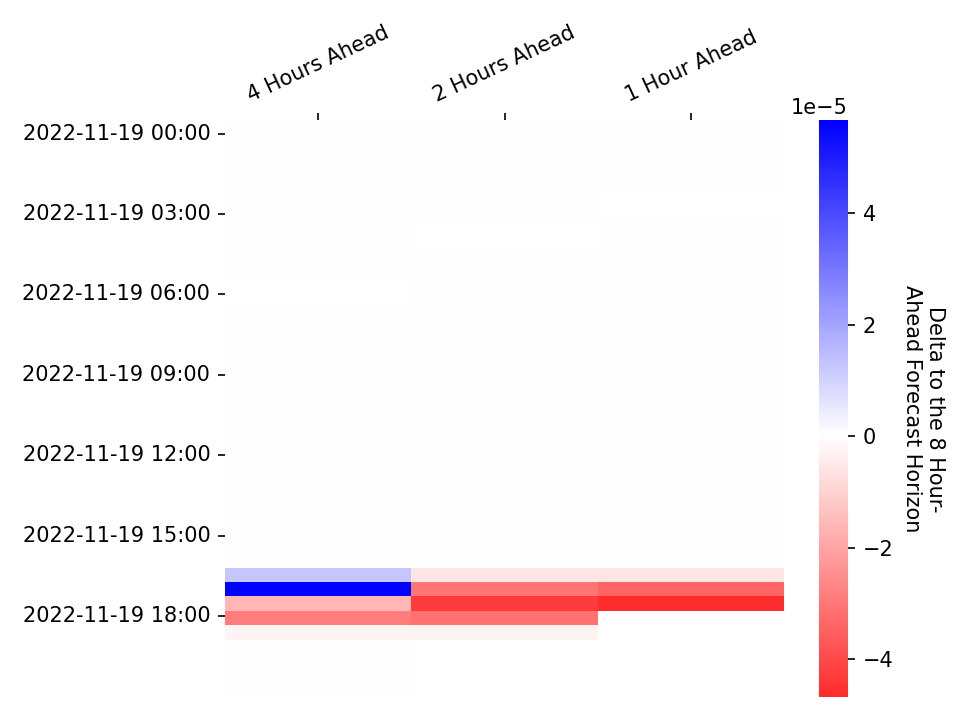 4 Hours Ahead
2 Hours Ahead
1 Hour Ahead
1e−5
2022-11-19 00:00
2022-11-19 03:00
2022-11-19 06:00
2022-11-19 09:00
2022-11-19 12:00
2022-11-19 15:00
2022-11-19 18:00
4
2
0
−2
−4
Delta to the 8 Hour-
Ahead Forecast Horizon